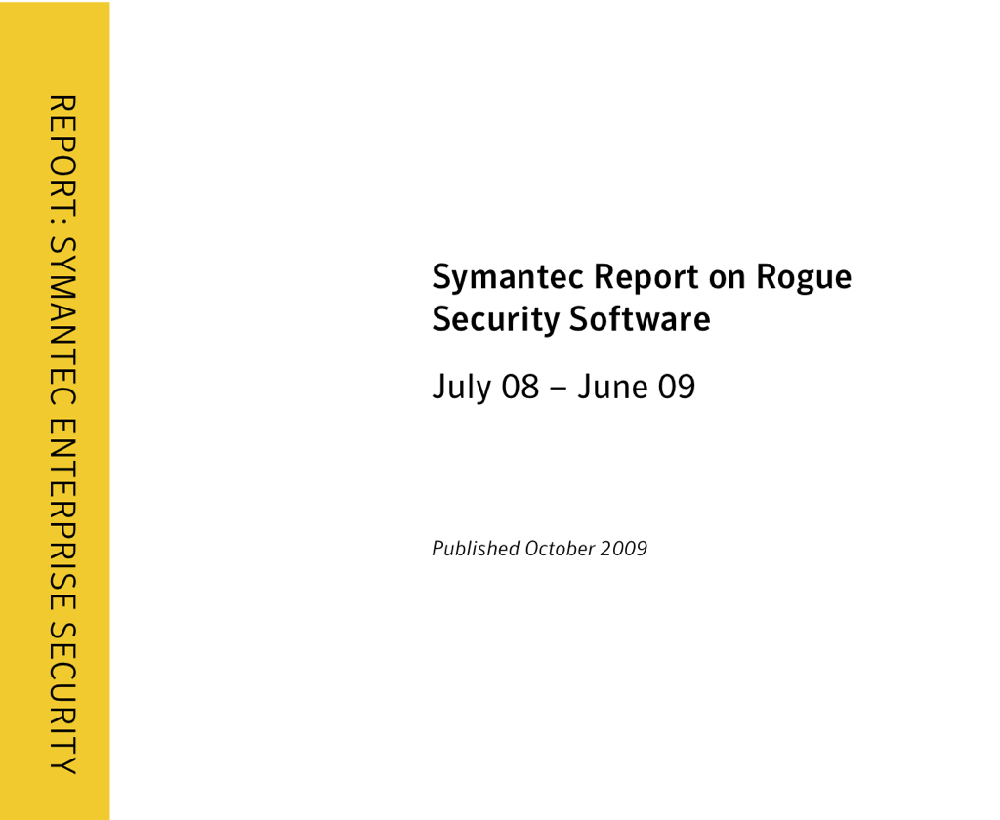 REPORT: SYMANTEC ENTERPRISE SECURITY
Symantec Report on Rogue
Security Software
July 08 – June 09
Published October 2009